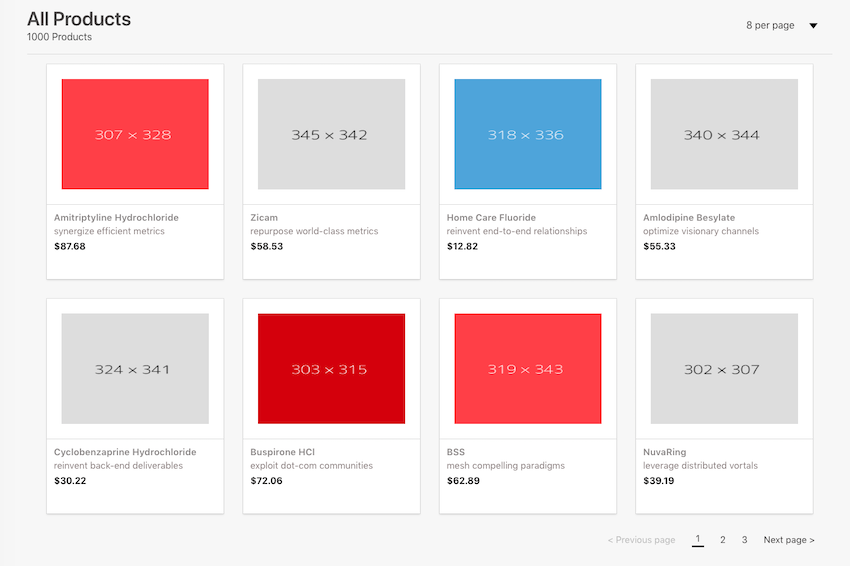 All Products
1000 Products
8 per page
307 × 328
345 × 342
318 × 336
340 × 344
Amitriptyline Hydrochloride
synergize efficient metrics
$87.68
Zicam
repurpose world-class metrics
$58.53
Home Care Fluoride
reinvent end-to-end relationships
$12.82
Amlodipine Besylate
optimize visionary channels
$55.33
324 × 341
303 × 315
319 × 343
302 × 307
Cyclobenzaprine Hydrochloride
reinvent back-end deliverables
$30.22
Buspirone HCl
exploit dot-com communities
$72.06
BSS
mesh compelling paradigms
$62.89
NuvaRing
leverage distributed vortals
$39.19
< Previous page 1 2 3 Next page >